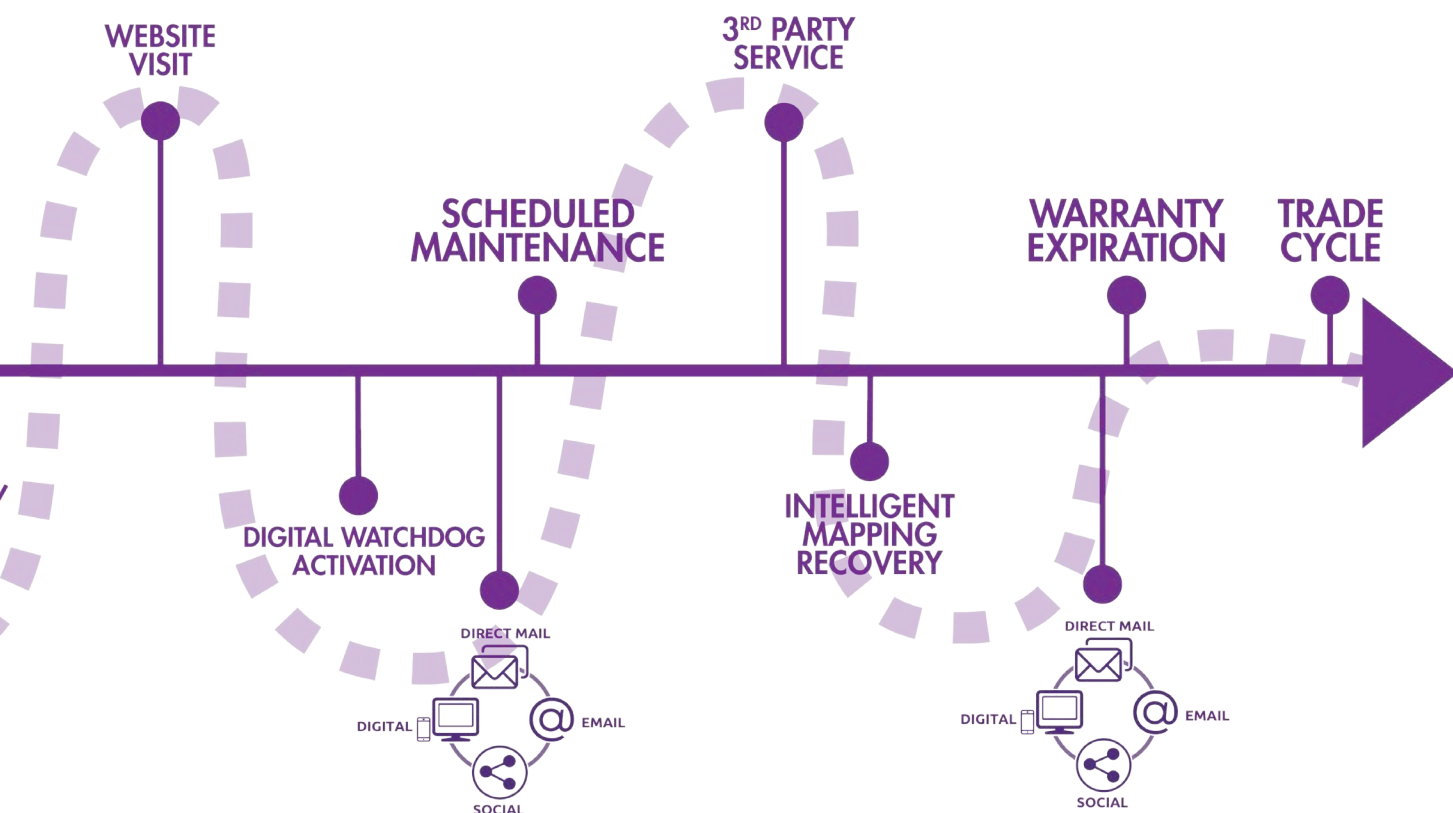 WEBSITE
VISIT
3RD PARTY
SERVICE
SCHEDULED
MAINTENANCE
WARRANTY
EXPIRATION
TRADE
CYCLE
DIGITAL WATCHDOG
ACTIVATION
INTELLIGENT
MAPPING
RECOVERY
DIRECT MAIL
DIGITAL
EMAIL
SOCIAL
DIRECT MAIL
DIGITAL
EMAIL
SOCIAL